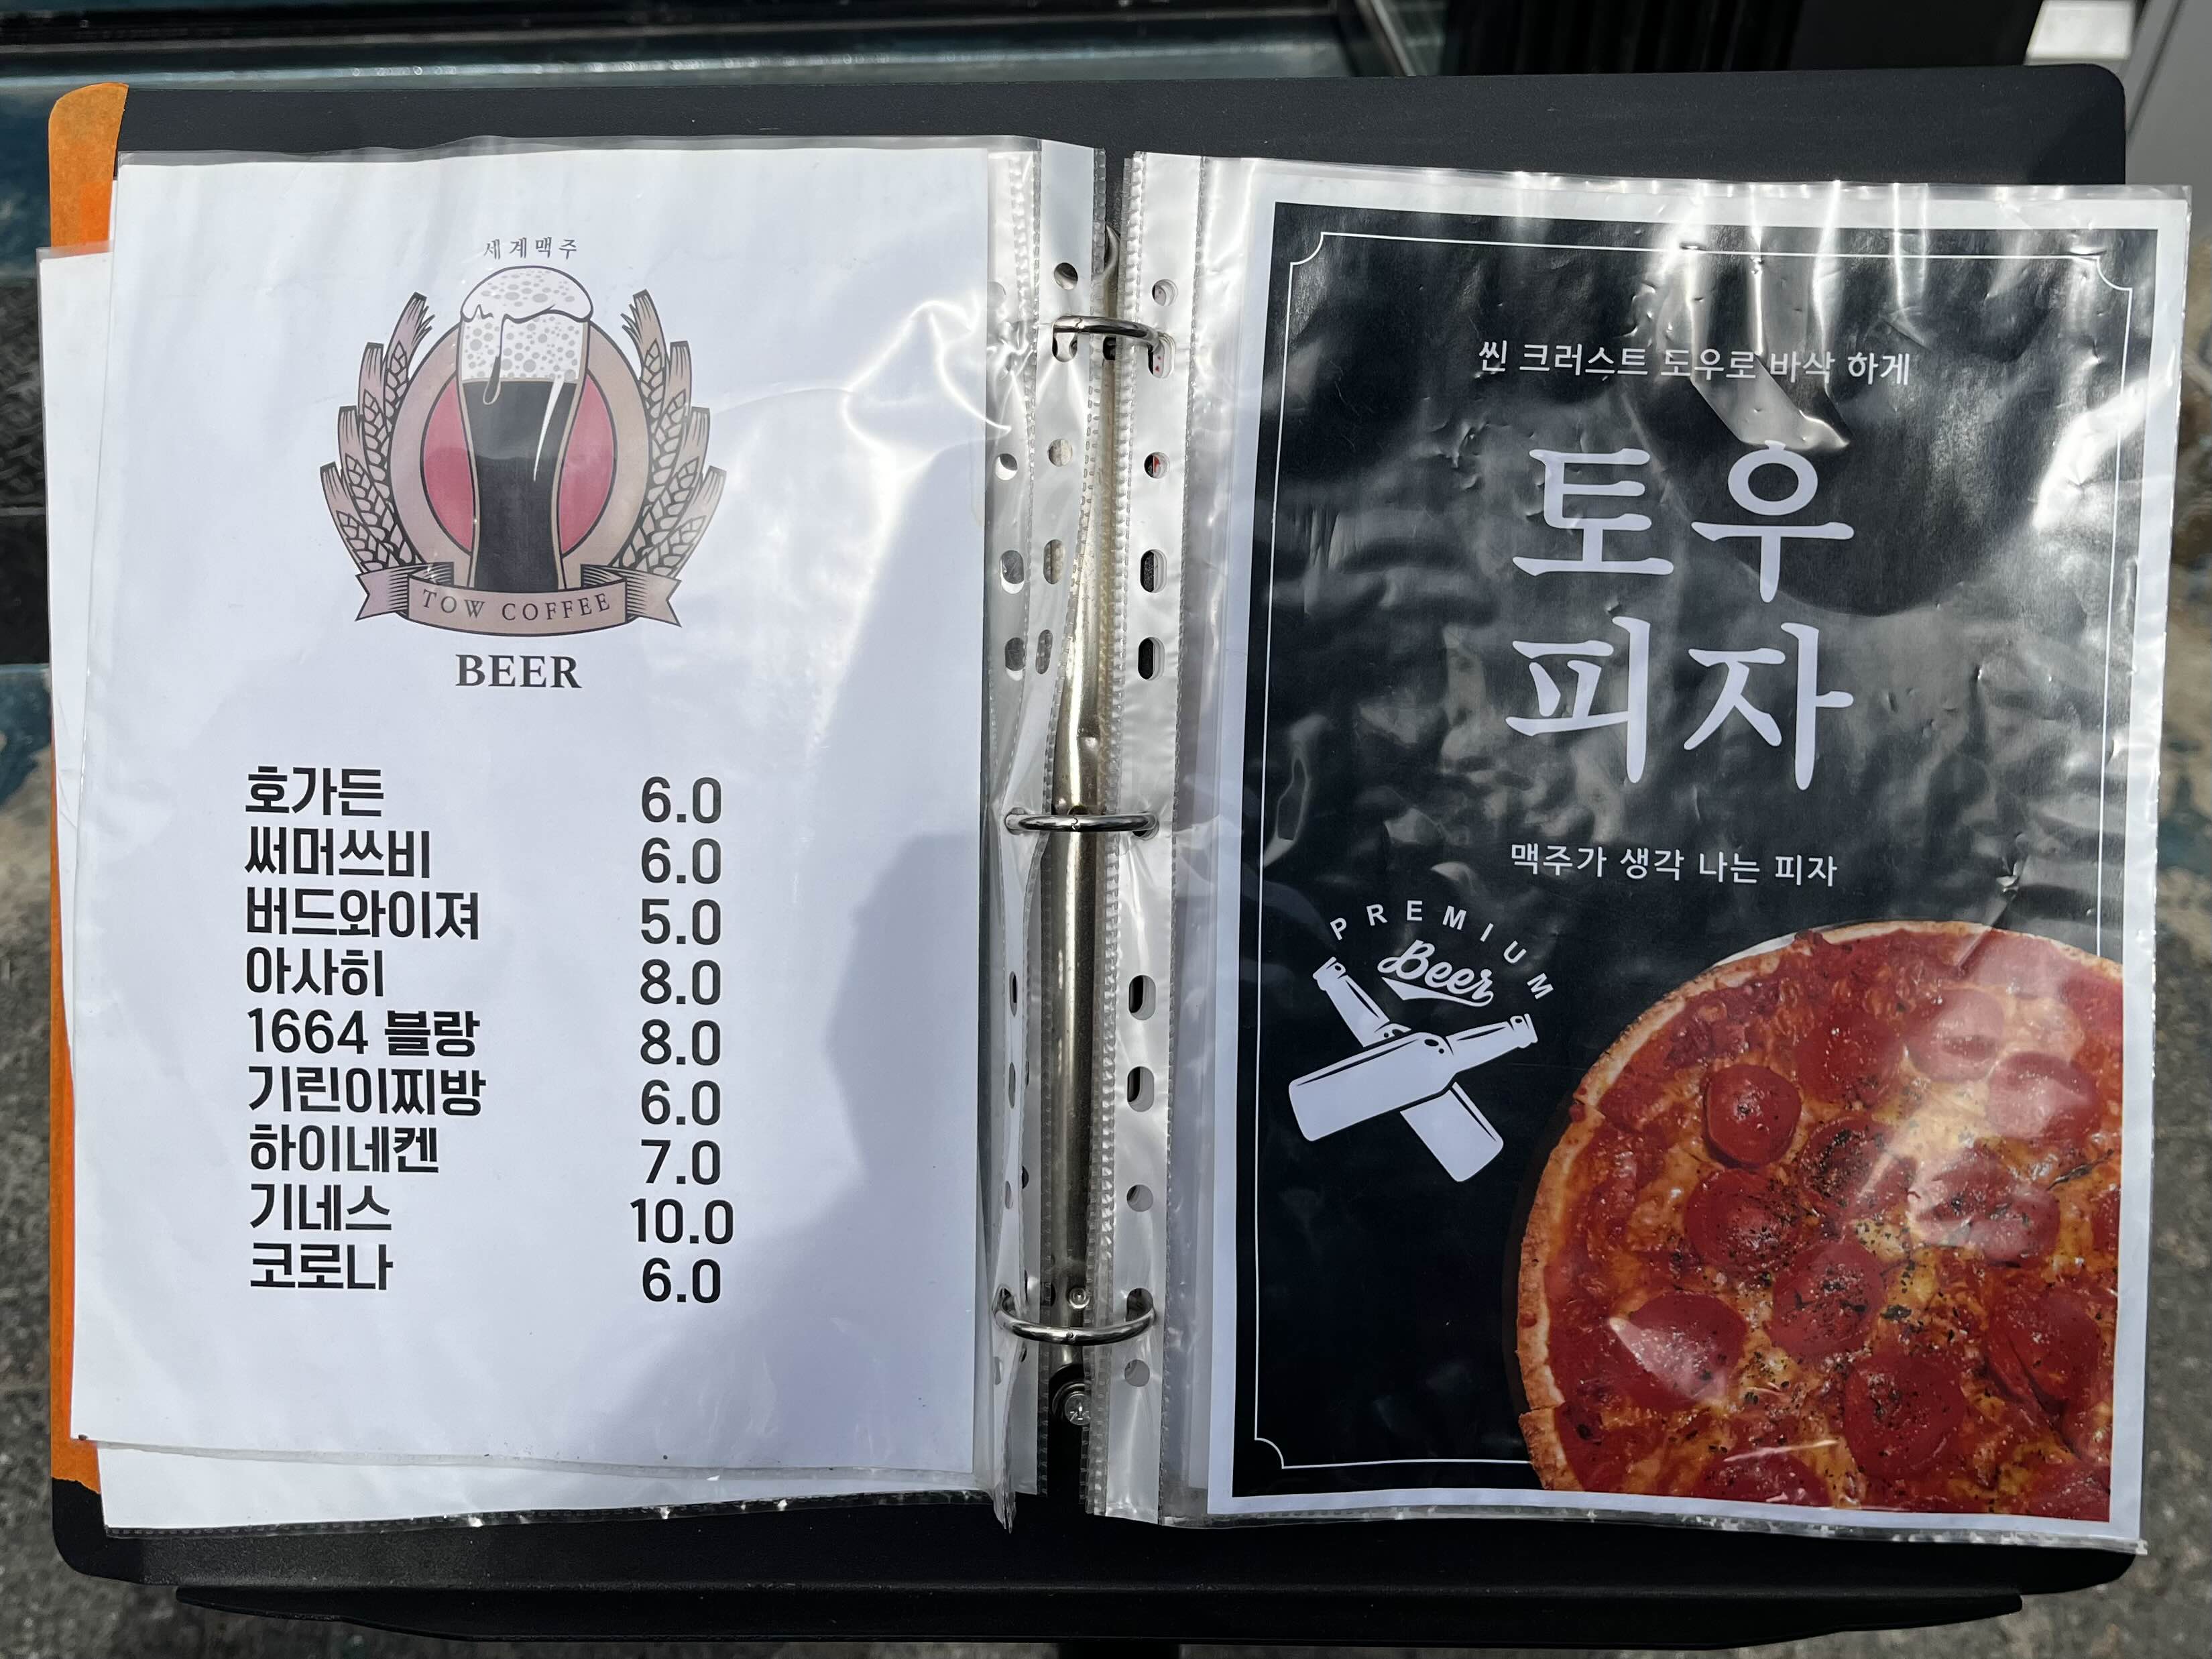 세계맥주
TOW COFFEE
BEER
호가든 6.0
써머쓰비 6.0
버드와이져 5.0
아사히 8.0
1664 블랑 8.0
기린이찌방 6.0
하이네켄 7.0
기네스 10.0
코로나 6.0
씬 크러스트 도우로 바삭 하게
토우
피자
맥주가 생각 나는 피자
PREMIUM
Beer